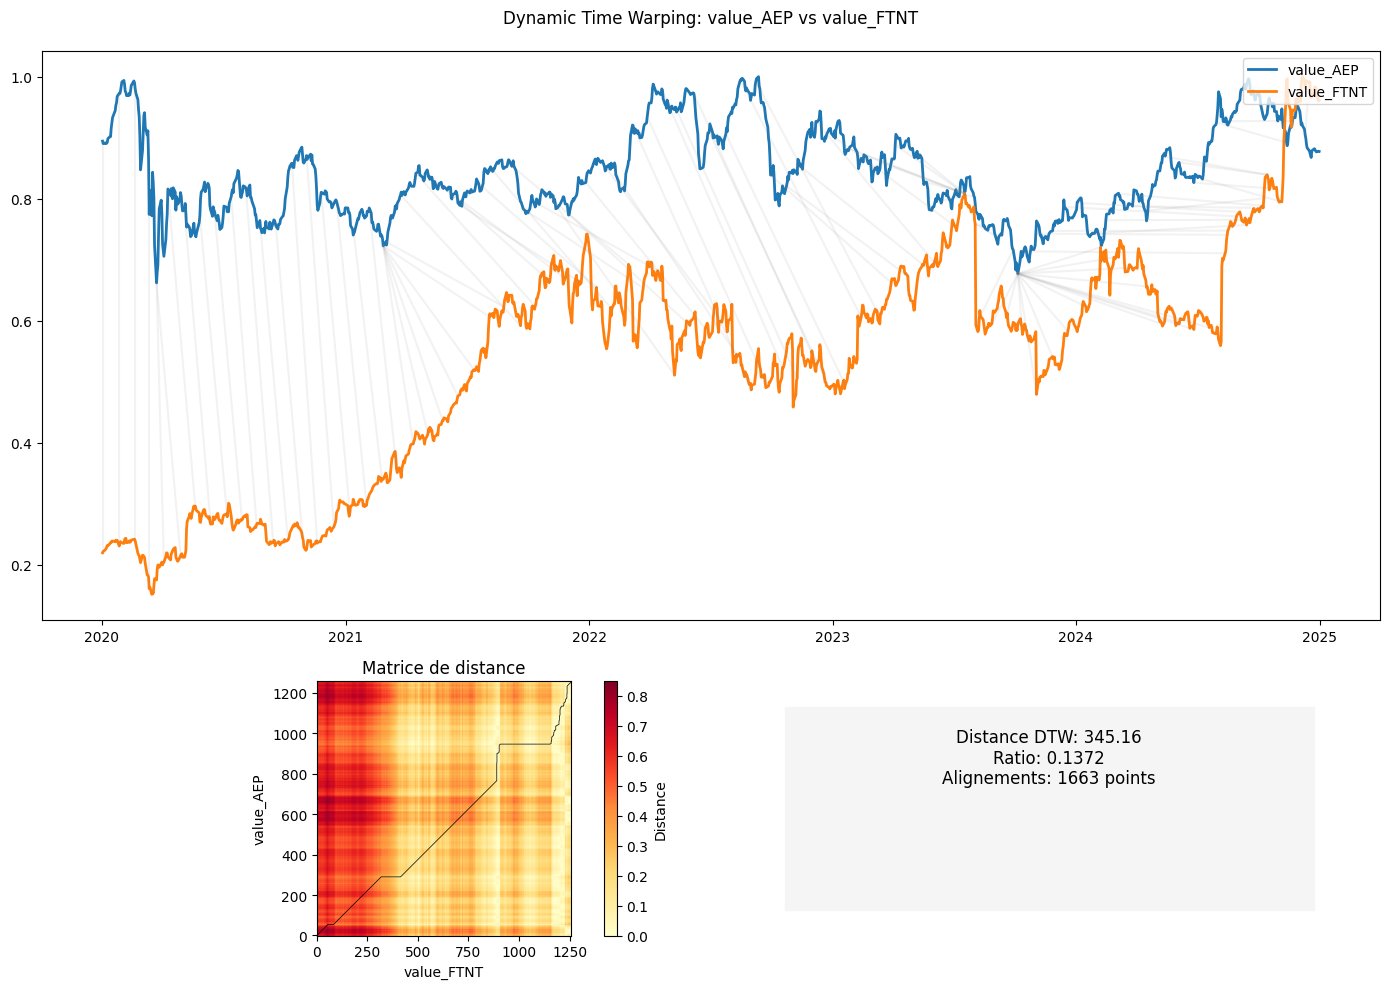 Dynamic Time Warping: value_AEP vs value_FTNT
1.0
0.8
0.6
0.4
0.2
value_AEP
value_FTNT
2020 2021 2022 2023 2024 2025
Matrice de distance
1200
1000
800
600
400
200
0
value_AEP
0 250 500 750 1000 1250
value_FTNT
0.8
0.7
0.6
0.5
0.4
0.3
0.2
0.1
0.0
Distance
Distance DTW: 345.16
Ratio: 0.1372
Alignements: 1663 points